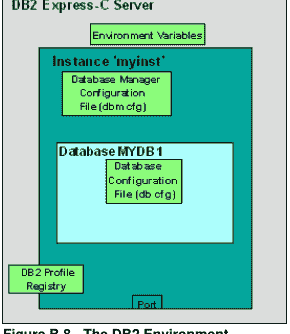 DB2 Express-C Server
Environment Variables
Instance 'myinst'
Database Manager
Configuration
File (dbm cfg)
Database MYDB1
Database
Configuration
File (db cfg)
DB2 Profile
Registry
Port
Figure B.8 - The DB2 Environment